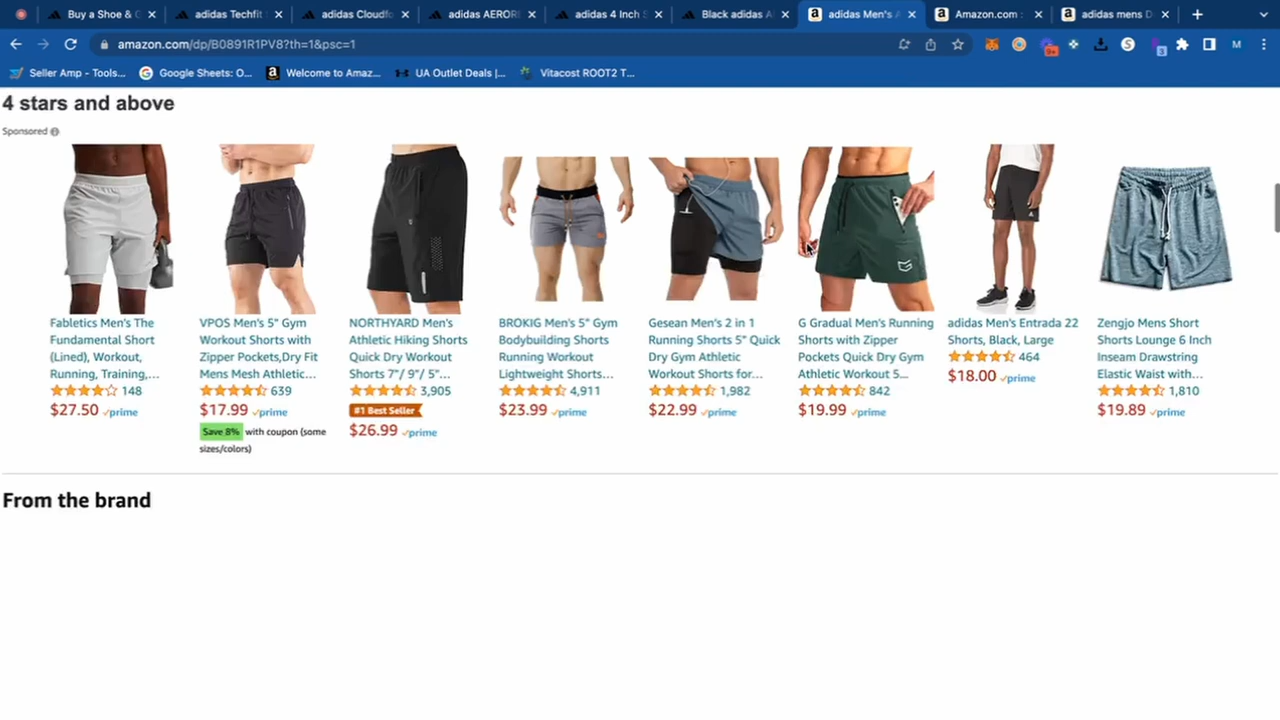 Buy a Shoe & C
adidas Techfit
adidas Cloudfo
adidas AERORE
adidas 4 Inch S
Black adidas A
adidas Men's A
Amazon.com :
adidas mens D
amazon.com/dp/B0891R1PV8?th=1&psc=1
9+
3
M
Seller Amp - Tools...
Google Sheets: O...
Welcome to Amaz...
UA Outlet Deals |...
Vitacost ROOT2 T...
4 stars and above
Sponsored
Fabletics Men's The
Fundamental Short
(Lined), Workout,
Running, Training,...
148
$27.50 prime
VPOS Men's 5" Gym
Workout Shorts with
Zipper Pockets,Dry Fit
Mens Mesh Athletic...
639
$17.99 prime
Save 8% with coupon (some
sizes/colors)
NORTHYARD Men's
Athletic Hiking Shorts
Quick Dry Workout
Shorts 7"/ 9"/ 5"...
3,905
#1 Best Seller
$26.99 prime
BROKIG Men's 5" Gym
Bodybuilding Shorts
Running Workout
Lightweight Shorts...
4,911
$23.99 prime
Gesean Men's 2 in 1
Running Shorts 5" Quick
Dry Gym Athletic
Workout Shorts for...
1,982
$22.99 prime
G Gradual Men's Running
Shorts with Zipper
Pockets Quick Dry Gym
Athletic Workout 5...
842
$19.99 prime
adidas Men's Entrada 22
Shorts, Black, Large
464
$18.00 prime
Zengjo Mens Short
Shorts Lounge 6 Inch
Inseam Drawstring
Elastic Waist with...
1,810
$19.89 prime
From the brand